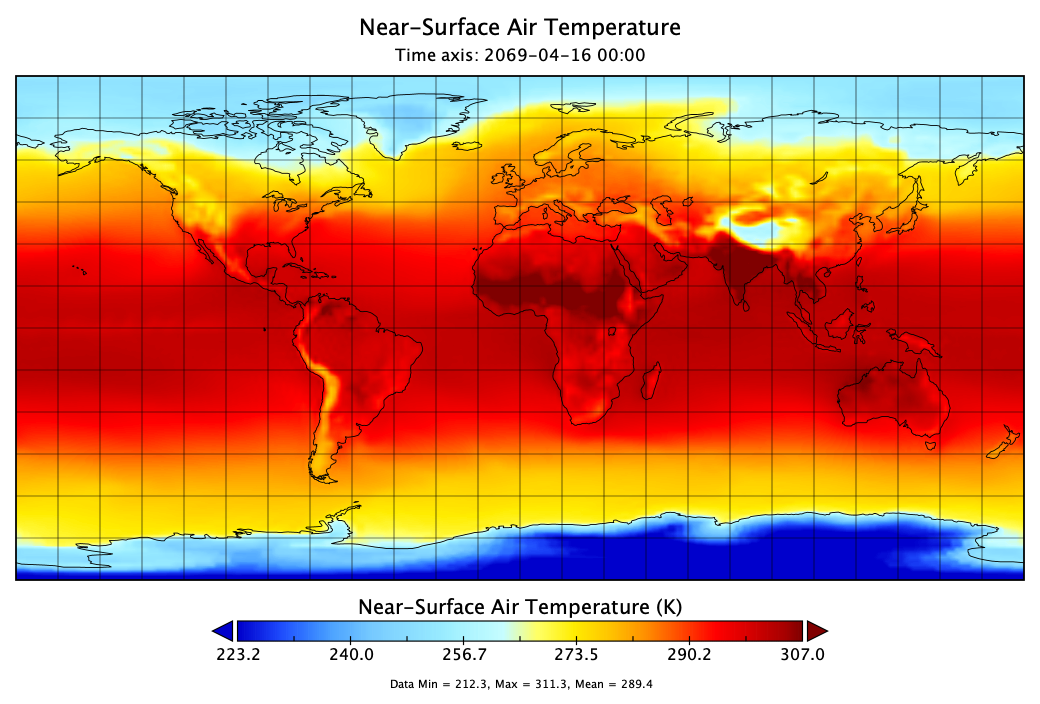 Near-Surface Air Temperature
Time axis: 2069-04-16 00:00
Near-Surface Air Temperature (K)
223.2 240.0 256.7 273.5 290.2 307.0
Data Min = 212.3, Max = 311.3, Mean = 289.4